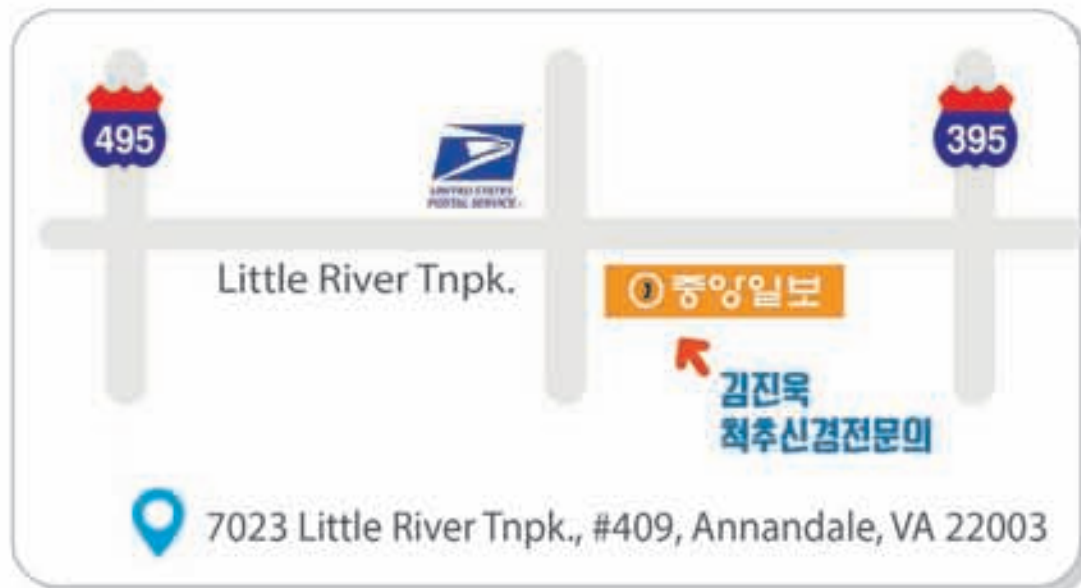 495
395
UNITED STATES
POSTAL SERVICE
Little River Tnpk.
중앙일보
김진욱
척추신경전문의
7023 Little River Tnpk., #409, Annandale, VA 22003